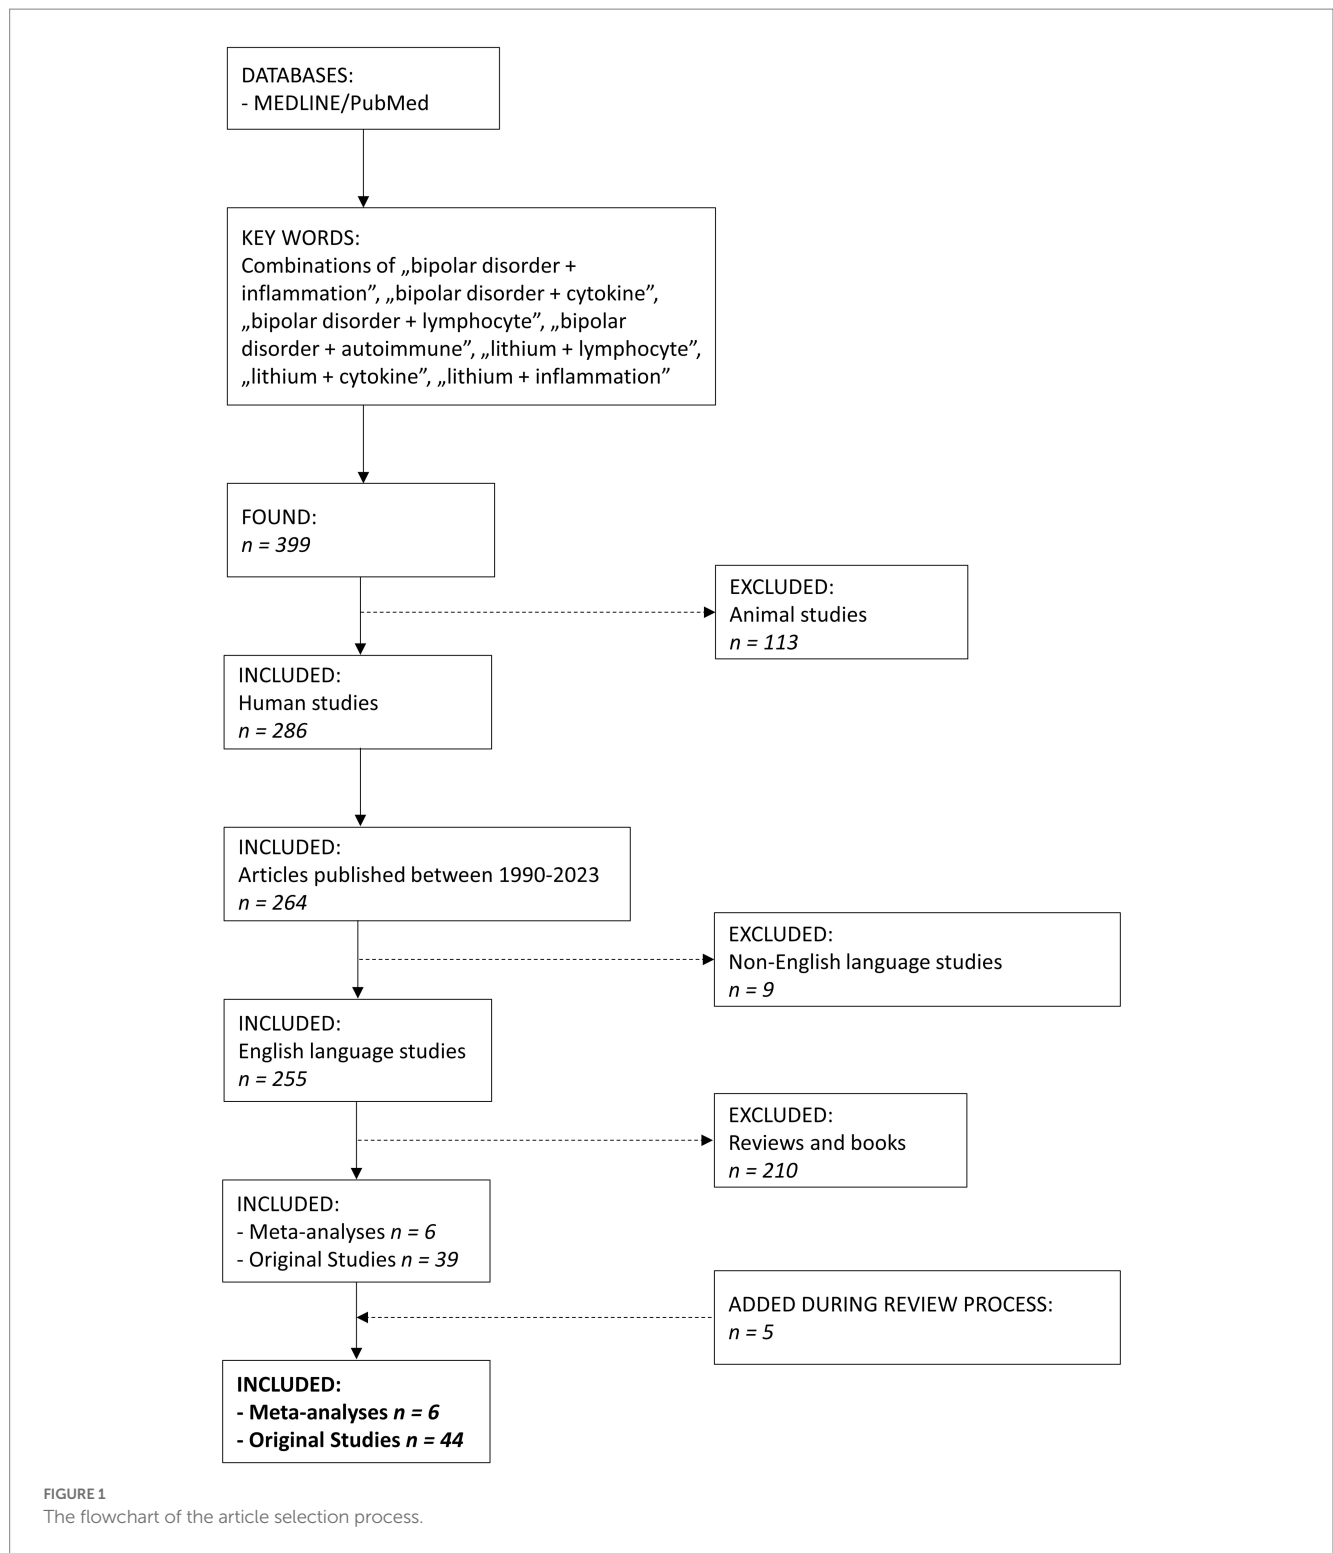 DATABASES:
- MEDLINE/PubMed
KEY WORDS:
Combinations of „bipolar disorder +
inflammation”, „bipolar disorder + cytokine”,
„bipolar disorder + lymphocyte”, „bipolar
disorder + autoimmune”, „lithium + lymphocyte”,
„lithium + cytokine”, „lithium + inflammation”
FOUND:
n = 399
EXCLUDED:
Animal studies
n = 113
INCLUDED:
Human studies
n = 286
INCLUDED:
Articles published between 1990-2023
n = 264
EXCLUDED:
Non-English language studies
n = 9
INCLUDED:
English language studies
n = 255
EXCLUDED:
Reviews and books
n = 210
INCLUDED:
- Meta-analyses n = 6
- Original Studies n = 39
ADDED DURING REVIEW PROCESS:
n = 5
INCLUDED:
- Meta-analyses n = 6
- Original Studies n = 44
FIGURE 1
The flowchart of the article selection process.